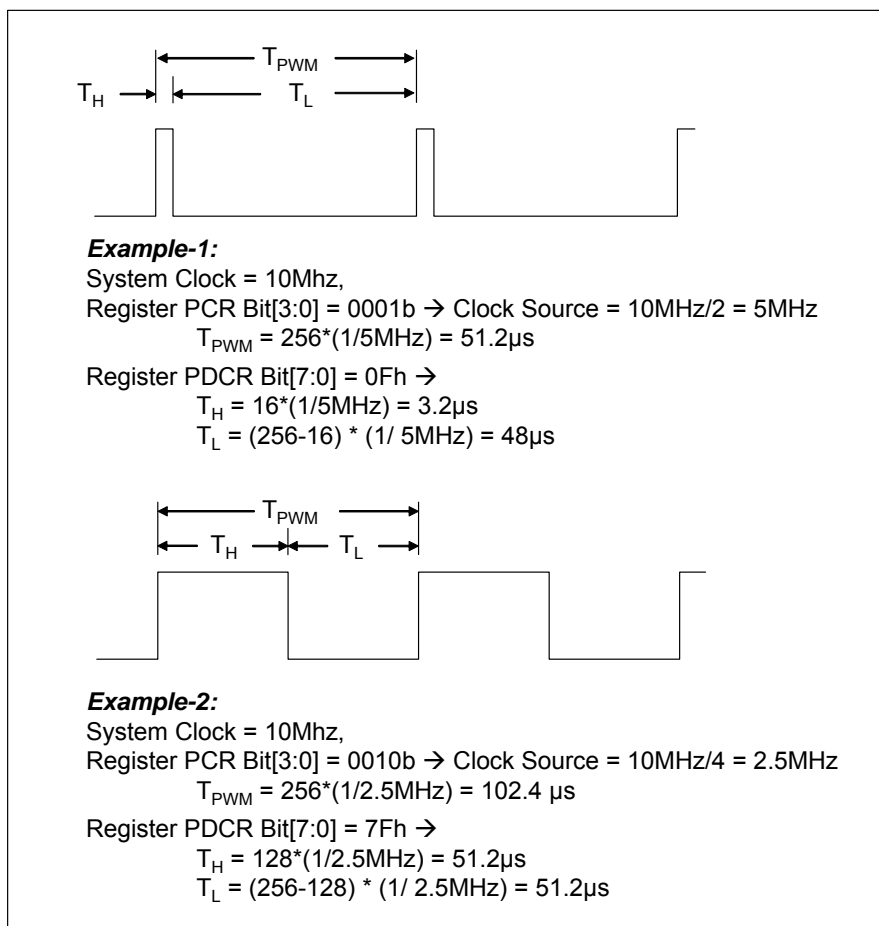 T_PWM
T_H T_L
Example-1:
System Clock = 10Mhz,
Register PCR Bit[3:0] = 0001b → Clock Source = 10MHz/2 = 5MHz
T_PWM = 256*(1/5MHz) = 51.2µs
Register PDCR Bit[7:0] = 0Fh →
T_H = 16*(1/5MHz) = 3.2µs
T_L = (256-16) * (1/ 5MHz) = 48µs
T_PWM
T_H T_L
Example-2:
System Clock = 10Mhz,
Register PCR Bit[3:0] = 0010b → Clock Source = 10MHz/4 = 2.5MHz
T_PWM = 256*(1/2.5MHz) = 102.4 µs
Register PDCR Bit[7:0] = 7Fh →
T_H = 128*(1/2.5MHz) = 51.2µs
T_L = (256-128) * (1/ 2.5MHz) = 51.2µs